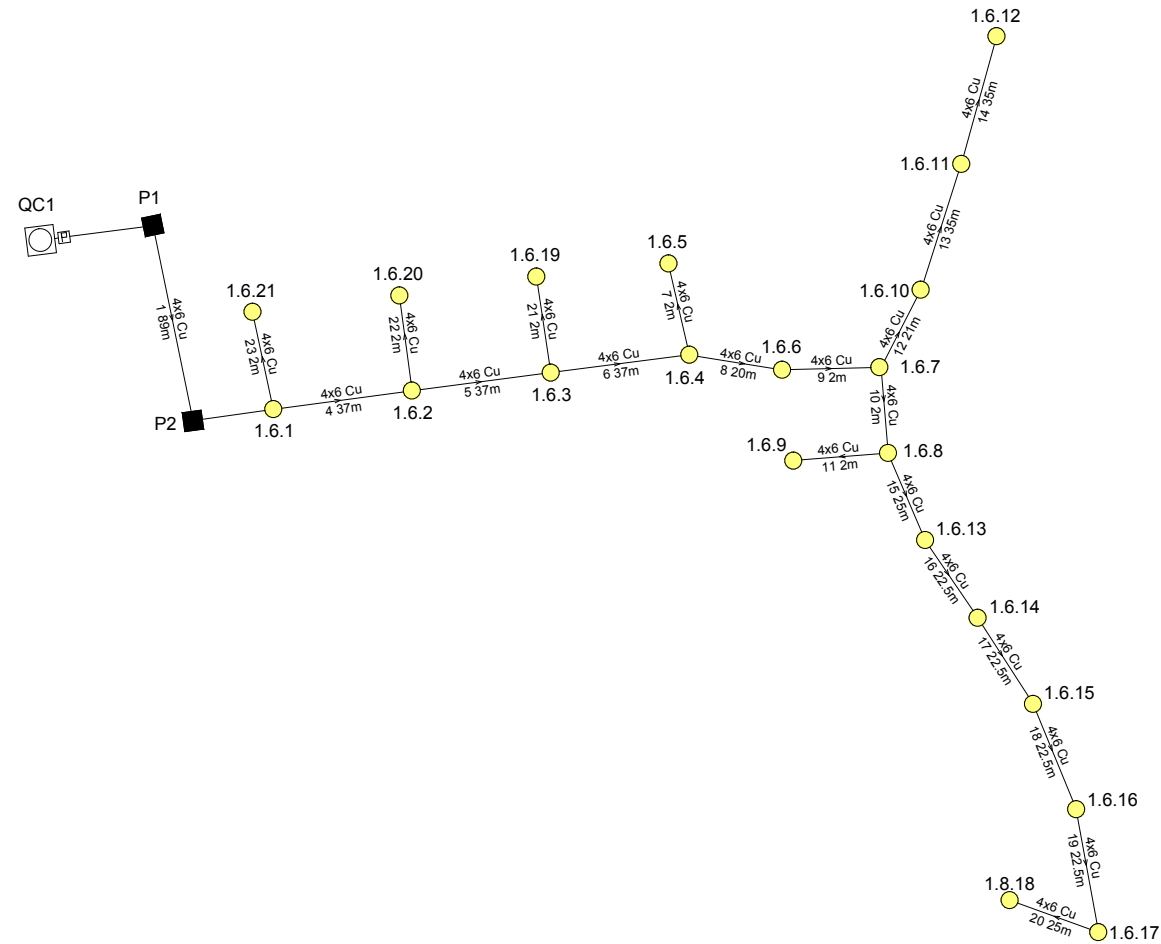 1.6.12
4x6 Cu
14 35m
1.6.11
4x6 Cu
13 35m
QC1
P1
4x6 Cu
1 89m
P2
1.6.21
4x6 Cu
23 2m
1.6.1
4x6 Cu
4 37m
1.6.20
4x6 Cu
22 2m
1.6.2
4x6 Cu
5 37m
1.6.19
4x6 Cu
21 2m
1.6.3
4x6 Cu
6 37m
1.6.5
4x6 Cu
7 2m
1.6.4
4x6 Cu
8 20m
1.6.6
4x6 Cu
9 2m
1.6.10
4x6 Cu
12 21m
1.6.7
4x6 Cu
10 2m
1.6.9
4x6 Cu
11 2m
1.6.8
4x6 Cu
15 25m
1.6.13
4x6 Cu
16 22.5m
1.6.14
4x6 Cu
17 22.5m
1.6.15
4x6 Cu
18 22.5m
1.6.16
4x6 Cu
19 22.5m
1.8.18
4x6 Cu
20 25m
1.6.17